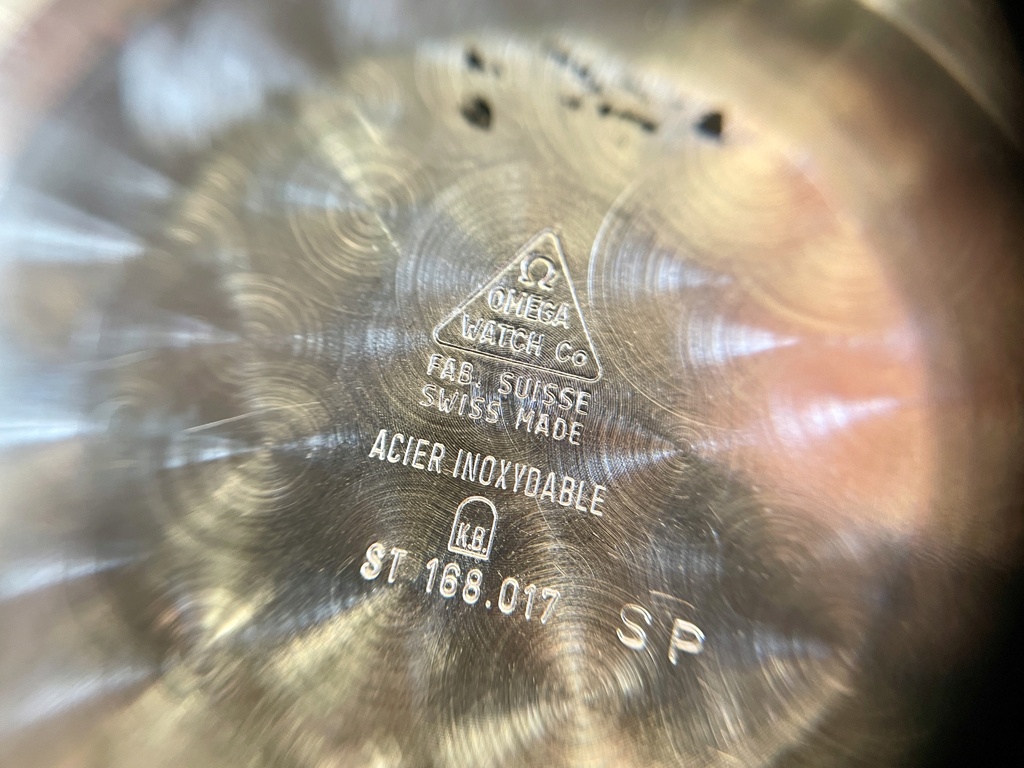 Ω
OMEGA
WATCH Co
FAB. SUISSE
SWISS MADE
ACIER INOXYDABLE
K.B.
ST 168.017
SP